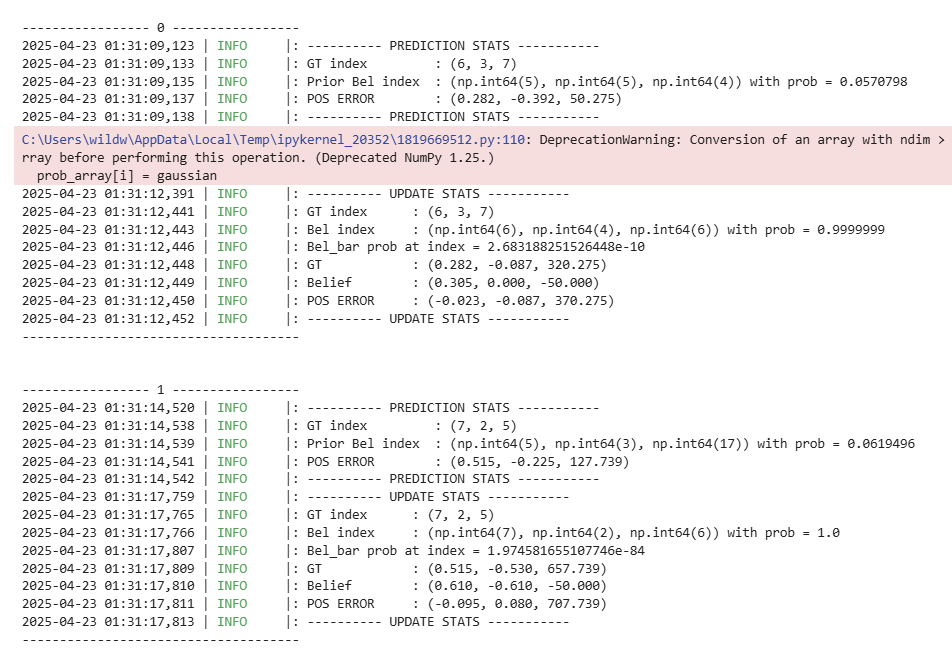 ----------------- 0 -----------------
2025-04-23 01:31:09,123 | INFO     |: ---------- PREDICTION STATS -----------
2025-04-23 01:31:09,133 | INFO     |: GT index         : (6, 3, 7)
2025-04-23 01:31:09,135 | INFO     |: Prior Bel index  : (np.int64(5), np.int64(5), np.int64(4)) with prob = 0.0570798
2025-04-23 01:31:09,137 | INFO     |: POS ERROR        : (0.282, -0.392, 50.275)
2025-04-23 01:31:09,138 | INFO     |: ---------- PREDICTION STATS -----------
C:\Users\wildw\AppData\Local\Temp\ipykernel_20352\1819669512.py:110: DeprecationWarning: Conversion of an array with ndim >
rray before performing this operation. (Deprecated NumPy 1.25.)
  prob_array[i] = gaussian
2025-04-23 01:31:12,391 | INFO     |: ---------- UPDATE STATS -----------
2025-04-23 01:31:12,441 | INFO     |: GT index      : (6, 3, 7)
2025-04-23 01:31:12,443 | INFO     |: Bel index     : (np.int64(6), np.int64(4), np.int64(6)) with prob = 0.9999999
2025-04-23 01:31:12,446 | INFO     |: Bel_bar prob at index = 2.683188251526448e-10
2025-04-23 01:31:12,448 | INFO     |: GT            : (0.282, -0.087, 320.275)
2025-04-23 01:31:12,449 | INFO     |: Belief        : (0.305, 0.000, -50.000)
2025-04-23 01:31:12,450 | INFO     |: POS ERROR     : (-0.023, -0.087, 370.275)
2025-04-23 01:31:12,452 | INFO     |: ---------- UPDATE STATS -----------
-------------------------------------
----------------- 1 -----------------
2025-04-23 01:31:14,520 | INFO     |: ---------- PREDICTION STATS -----------
2025-04-23 01:31:14,538 | INFO     |: GT index         : (7, 2, 5)
2025-04-23 01:31:14,539 | INFO     |: Prior Bel index  : (np.int64(5), np.int64(3), np.int64(17)) with prob = 0.0619496
2025-04-23 01:31:14,541 | INFO     |: POS ERROR        : (0.515, -0.225, 127.739)
2025-04-23 01:31:14,542 | INFO     |: ---------- PREDICTION STATS -----------
2025-04-23 01:31:17,759 | INFO     |: ---------- UPDATE STATS -----------
2025-04-23 01:31:17,765 | INFO     |: GT index      : (7, 2, 5)
2025-04-23 01:31:17,766 | INFO     |: Bel index     : (np.int64(7), np.int64(2), np.int64(6)) with prob = 1.0
2025-04-23 01:31:17,807 | INFO     |: Bel_bar prob at index = 1.974581655107746e-84
2025-04-23 01:31:17,809 | INFO     |: GT            : (0.515, -0.530, 657.739)
2025-04-23 01:31:17,810 | INFO     |: Belief        : (0.610, -0.610, -50.000)
2025-04-23 01:31:17,811 | INFO     |: POS ERROR     : (-0.095, 0.080, 707.739)
2025-04-23 01:31:17,813 | INFO     |: ---------- UPDATE STATS -----------
-------------------------------------